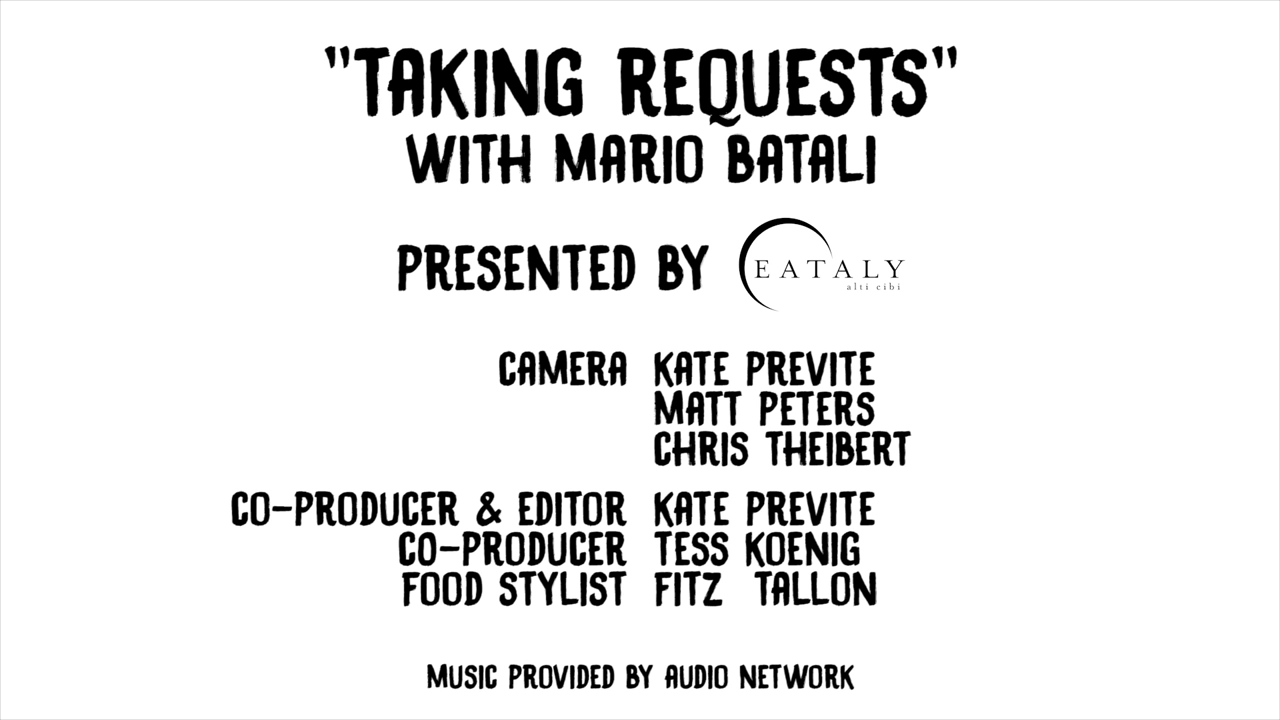 "TAKING REQUESTS"
WITH MARIO BATALI
PRESENTED BY EATALY
alti cibi
CAMERA KATE PREVITE
MATT PETERS
CHRIS THEIBERT
CO-PRODUCER & EDITOR KATE PREVITE
CO-PRODUCER TESS KOENIG
FOOD STYLIST FITZ TALLON
MUSIC PROVIDED BY AUDIO NETWORK